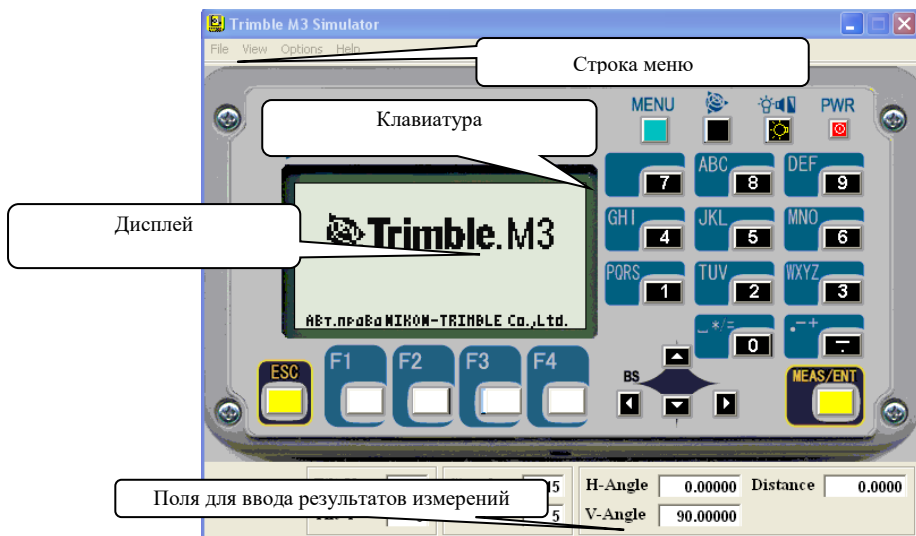 Trimble M3 Simulator
File View Options Help
Строка меню
MENU PWR
Клавиатура
7 ABC 8 DEF 9
Дисплей
Trimble.M3
GHI 4 JKL 5 MNO 6
PQRS 1 TUV 2 WXYZ 3
Авт.права NIKON-TRIMBLE Co.,Ltd.
_*/= 0 .-+
ESC F1 F2 F3 F4 BS MEAS/ENT
H-Angle 0.00000 Distance 0.0000
Поля для ввода результатов измерений
5 V-Angle 90.00000